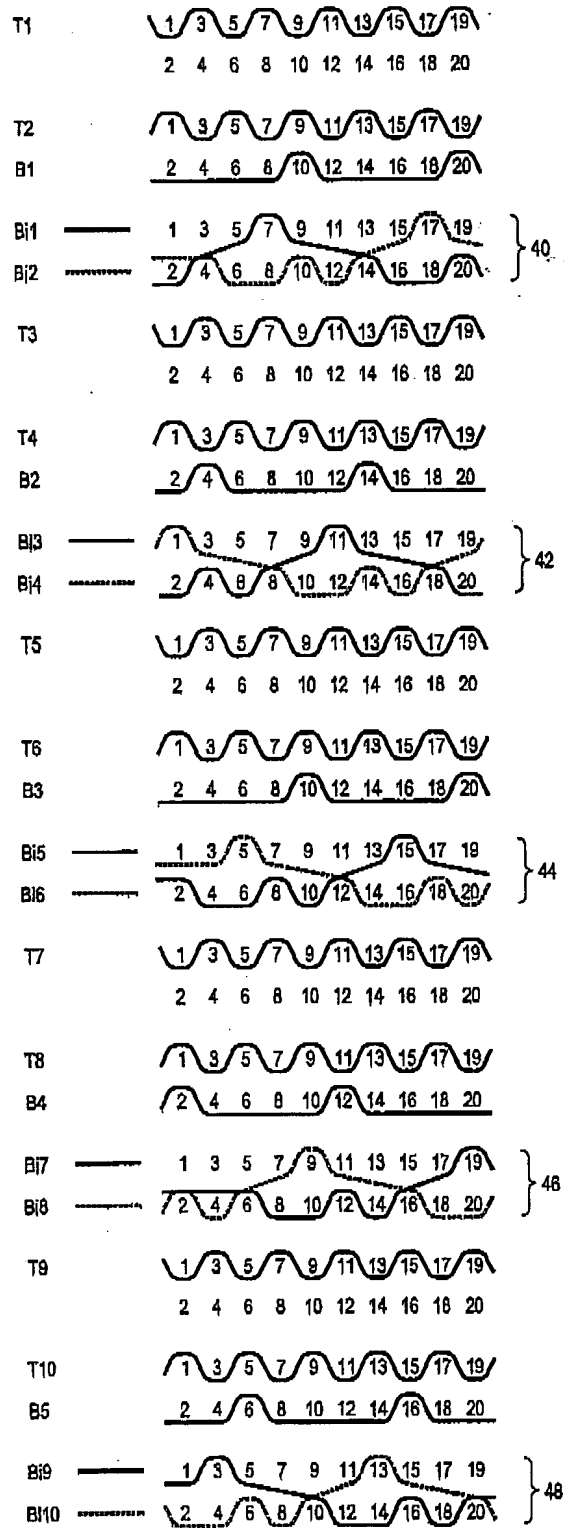 T1 1 3 5 7 9 11 13 15 17 19
2 4 6 8 10 12 14 16 18 20
T2 1 3 5 7 9 11 13 15 17 19
B1 2 4 6 8 10 12 14 16 18 20
Bi1 1 3 5 7 9 11 13 15 17 19
40
Bi2 2 4 6 8 10 12 14 16 18 20
T3 1 3 5 7 9 11 13 15 17 19
2 4 6 8 10 12 14 16 18 20
T4 1 3 5 7 9 11 13 15 17 19
B2 2 4 6 8 10 12 14 16 18 20
Bi3 1 3 5 7 9 11 13 15 17 19
42
Bi4 2 4 6 8 10 12 14 16 18 20
T5 1 3 5 7 9 11 13 15 17 19
2 4 6 8 10 12 14 16 18 20
T6 1 3 5 7 9 11 13 15 17 19
B3 2 4 6 8 10 12 14 16 18 20
Bi5 1 3 5 7 9 11 13 15 17 19
44
Bi6 2 4 6 8 10 12 14 16 18 20
T7 1 3 5 7 9 11 13 15 17 19
2 4 6 8 10 12 14 16 18 20
T8 1 3 5 7 9 11 13 15 17 19
B4 2 4 6 8 10 12 14 16 18 20
Bi7 1 3 5 7 9 11 13 15 17 19
46
Bi8 2 4 6 8 10 12 14 16 18 20
T9 1 3 5 7 9 11 13 15 17 19
2 4 6 8 10 12 14 16 18 20
T10 1 3 5 7 9 11 13 15 17 19
B5 2 4 6 8 10 12 14 16 18 20
Bi9 1 3 5 7 9 11 13 15 17 19
48
Bi10 2 4 6 8 10 12 14 16 18 20